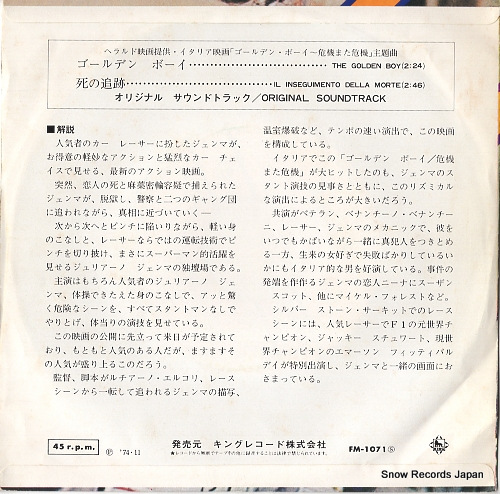 ヘラルド映画提供・イタリア映画「ゴールデン・ボーイ〜危機また危機」主題曲
ゴールデン ボーイ・・・・・・・・・・・・・・・・・・・・THE GOLDEN BOY(2:24)
死の追跡・・・・・・・・・・・・・・・・・・・・IL INSEGUIMENTO DELLA MORTE(2:46)
オリジナル サウンドトラック／ORIGINAL SOUNDTRACK
■解説
人気者のカー レーサーに扮したジェンマが、
お得意の軽妙なアクションと猛烈なカー チェ
イスで見せる、最新のアクション映画。
突然、恋人の死と麻薬密輸容疑で捕えられた
ジェンマが、脱獄し、警察と二つのギャング団
に追われながら、真相に近づいていく―
次から次へとピンチに陥りながら、軽い身
のこなしと、レーサーならではの運転技術でピ
ンチを切り披け、まさにスーパーマン的活躍を
見せるジュリアーノ ジェンマの独壇場である。
主演はもちろん人気者のジュリアーノ ジェ
ンマ、体操できたえた身のこなしで、アッと驚
く危険なシーンを、すべてスタントマンなしで
やりとげ、体当りの演技を見せている。
この映画の公開に先立って来日が予定されて
おり、もともと人気のある人だが、ますますそ
の人気が盛り上るこのだろう。
監督、脚本がルチアーノ・エルコリ、レース
シーンから一転して追われるジェンマの描写、
温室爆破など、テンポの速い演出で、この映画
を構成している。
イタリアでこの「ゴールデン ボーイ／危機
また危機」が大ヒットしたのも、ジェンマのス
タント演技の見事さとともに、このリズミカル
な演出によるところが大きいだろう。
共演がベテラン、ベナンチーノ・ベナンチー
ニ、レーサー、ジェンマのメカニックで、彼を
いつでもかばいながら一緒に真犯人をつきとめ
る一方、生来の女好きで失敗ばかりしているい
かにもイタリア的な男を好演している。事件の
発端を作るジェンマの恋人ニーナにスーザン
スコット、他にマイケル・フォレストなど。
シルバー ストーン・サーキットでのレース
シーンには、人気レーサーでF1の元世界チャ
ンピオン、ジャッキー スチュワート、現世
界チャンピオンのエマーソン フィッティパル
デイが特別出演し、ジェンマと一緒の画面にお
さまっている。
45 r.p.m.
Ⓟ '74・11
発売元 キングレコード株式会社
FM-1071Ⓢ
KING
★レコードから無断でテープその他に録音することは法律で禁じられています。
Snow Records Japan